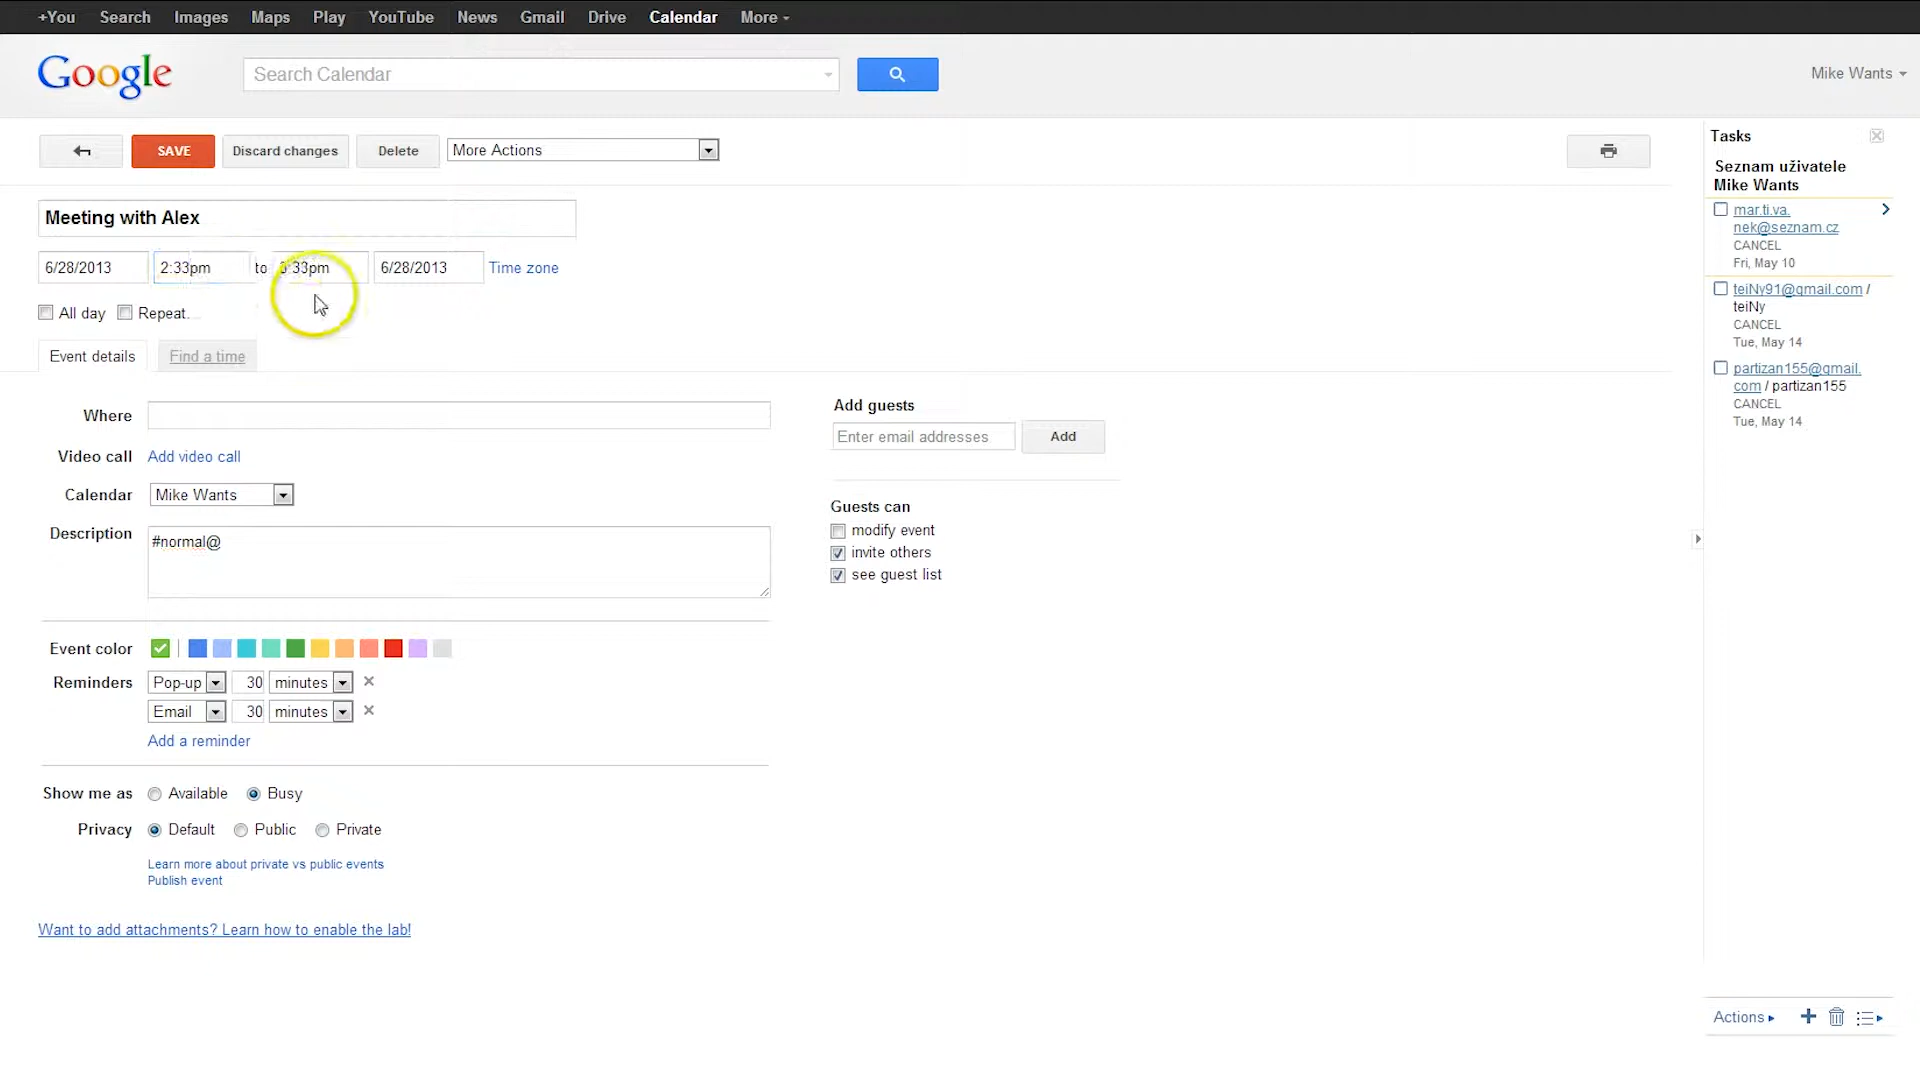 +You Search Images Maps Play YouTube News Gmail Drive Calendar More
Google
Search Calendar
Mike Wants
SAVE Discard changes Delete More Actions
Meeting with Alex
6/28/2013 2:33pm to 3:33pm 6/28/2013 Time zone
All day Repeat...
Event details Find a time
Where
Video call Add video call
Calendar Mike Wants
Description #normal@
Event color
Reminders Pop-up 30 minutes
Email 30 minutes
Add a reminder
Show me as Available Busy
Privacy Default Public Private
Learn more about private vs public events
Publish event
Want to add attachments? Learn how to enable the lab!
Add guests
Enter email addresses Add
Guests can
modify event
invite others
see guest list
Tasks
Seznam uživatele
Mike Wants
mar.ti.va.
nek@seznam.cz
CANCEL
Fri, May 10
teiNy91@gmail.com /
teiNy
CANCEL
Tue, May 14
partizan155@gmail.
com / partizan155
CANCEL
Tue, May 14
Actions